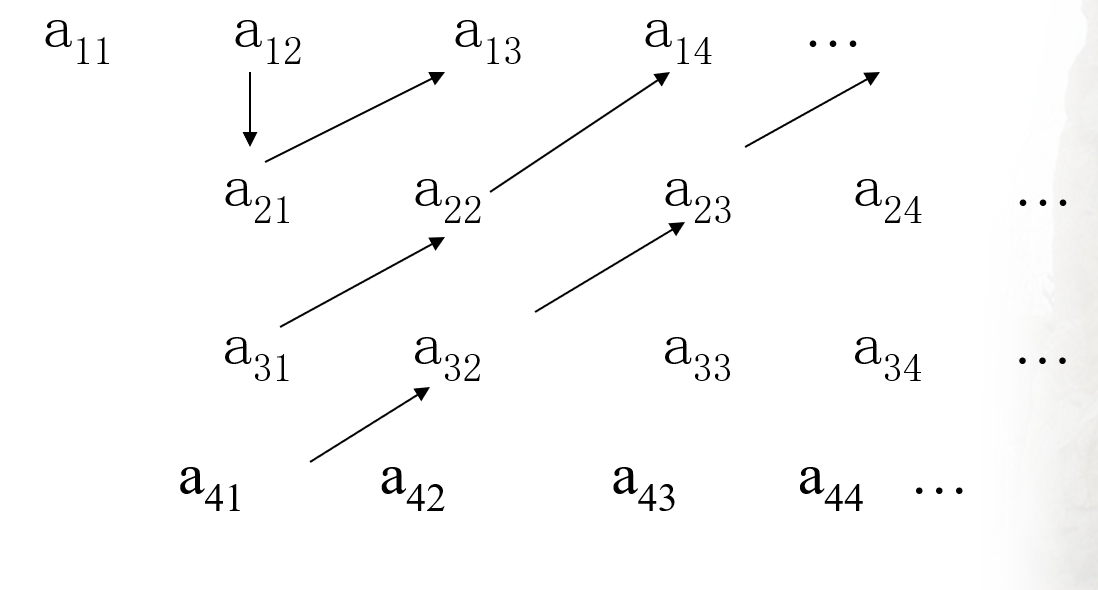 a₁₁ a₁₂ a₁₃ a₁₄ …
a₂₁ a₂₂ a₂₃ a₂₄ …
a₃₁ a₃₂ a₃₃ a₃₄ …
a₄₁ a₄₂ a₄₃ a₄₄ …